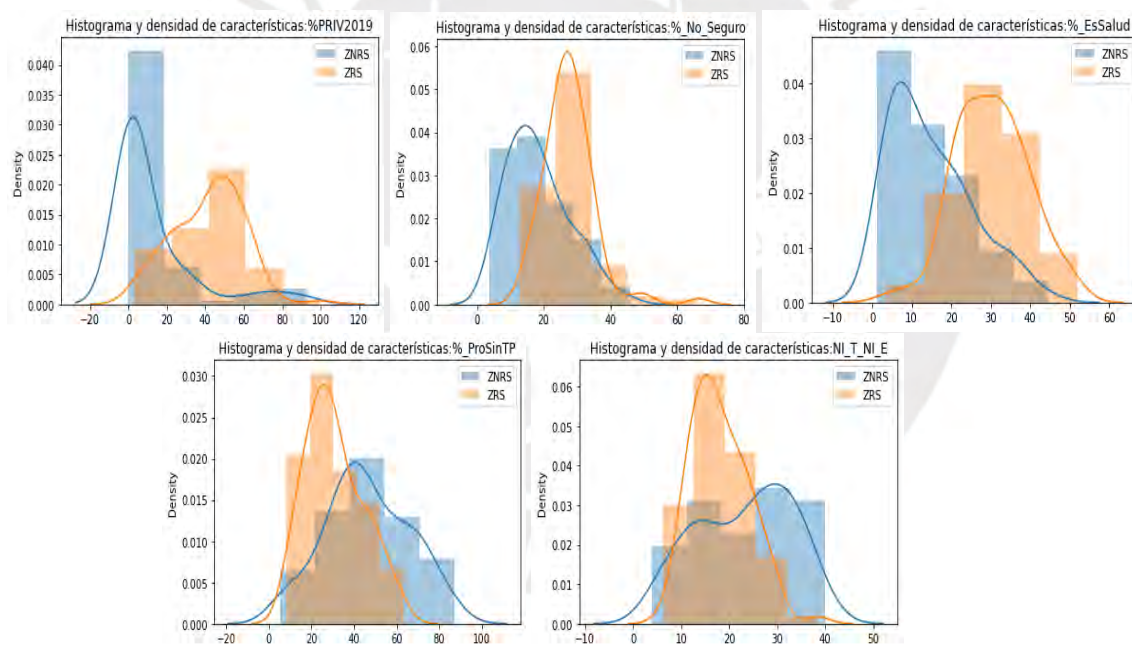 Histograma y densidad de características:%PRIV2019
ZNRS
ZRS
Density
0.040
0.035
0.030
0.025
0.020
0.015
0.010
0.005
0.000
−20 0 20 40 60 80 100 120
Histograma y densidad de características:%_No_Seguro
ZNRS
ZRS
Density
0.06
0.05
0.04
0.03
0.02
0.01
0.00
0 20 40 60 80
Histograma y densidad de características:%_EsSalud
ZNRS
ZRS
Density
0.04
0.03
0.02
0.01
0.00
−10 0 10 20 30 40 50 60
Histograma y densidad de características:%_ProSinTP
ZNRS
ZRS
Density
0.030
0.025
0.020
0.015
0.010
0.005
0.000
−20 0 20 40 60 80 100
Histograma y densidad de características:NI_T_NI_E
ZNRS
ZRS
Density
0.06
0.05
0.04
0.03
0.02
0.01
0.00
−10 0 10 20 30 40 50